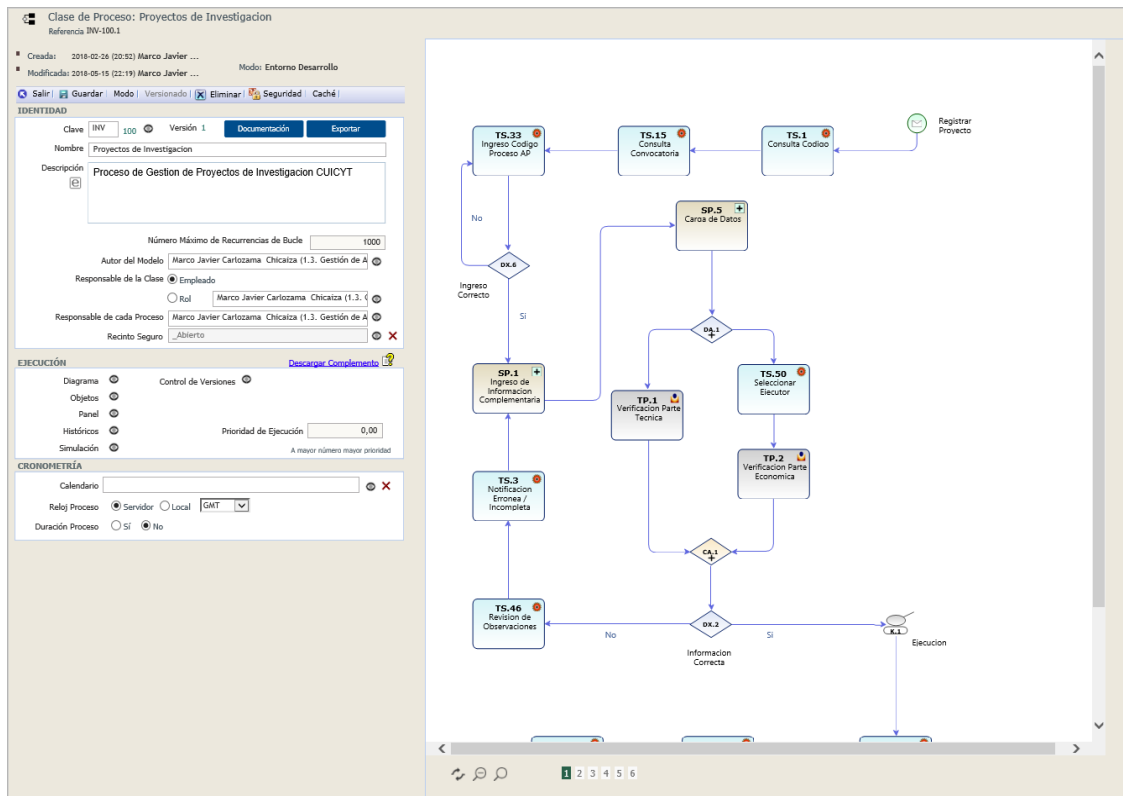 Clase de Proceso: Proyectos de Investigacion
Referencia INV-100.1
Creada: 2018-02-26 (20:52) Marco Javier ...
Modificada: 2018-05-15 (22:19) Marco Javier ...
Modo: Entorno Desarrollo
Salir Guardar Modo Versionado Eliminar Seguridad Caché
IDENTIDAD
Clave INV 100 Versión 1 Documentación Exportar
Nombre Proyectos de Investigacion
Descripción Proceso de Gestion de Proyectos de Investigacion CUICYT
Número Máximo de Recurrencias de Bucle 1000
Autor del Modelo Marco Javier Carlozama Chicaiza (1.3. Gestión de A
Responsable de la Clase Empleado
Rol Marco Javier Carlozama Chicaiza (1.3. (
Responsable de cada Proceso Marco Javier Carlozama Chicaiza (1.3. Gestión de A
Recinto Seguro _Abierto
EJECUCIÓN Descargar Complemento
Diagrama Control de Versiones
Objetos
Panel
Históricos Prioridad de Ejecución 0,00
Simulación A mayor número mayor prioridad
CRONOMETRÍA
Calendario
Reloj Proceso Servidor Local GMT
Duración Proceso Sí No
Registrar
Proyecto
TS.1
Consulta Codigo
TS.15
Consulta
Convocatoria
TS.33
Ingreso Codigo
Proceso AP
No
DX.6
Ingreso
Correcto
Si
SP.1
Ingreso de
Informacion
Complementaria
SP.5
Carga de Datos
DA.1
TP.1
Verificacion Parte
Tecnica
TS.50
Seleccionar
Ejecutor
TP.2
Verificacion Parte
Economica
CA.1
DX.2
Informacion
Correcta
No
Si
TS.46
Revision de
Observaciones
TS.3
Notificacion
Erronea /
Incompleta
K.1
Ejecucion
1 2 3 4 5 6